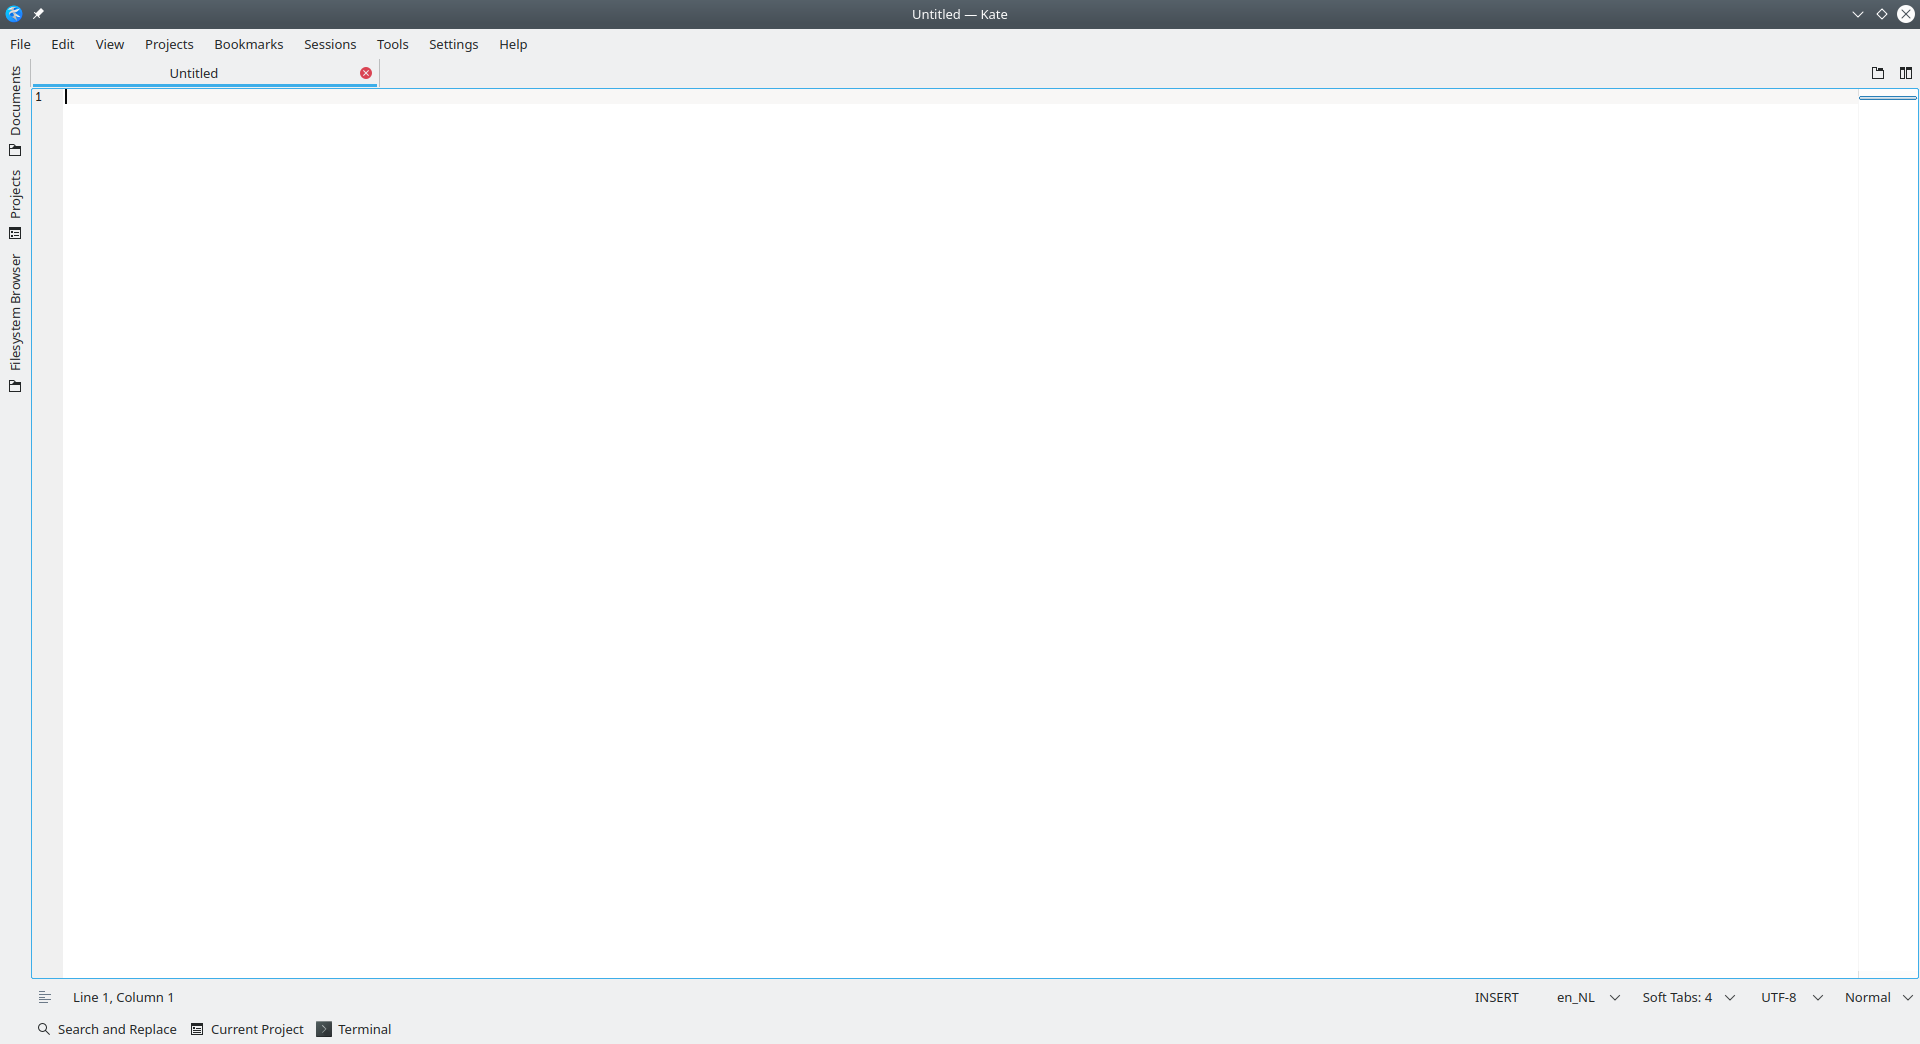 Untitled — Kate
File Edit View Projects Bookmarks Sessions Tools Settings Help
Untitled
Documents
Projects
Filesystem Browser
1
Line 1, Column 1 INSERT en_NL Soft Tabs: 4 UTF-8 Normal
Search and Replace Current Project Terminal